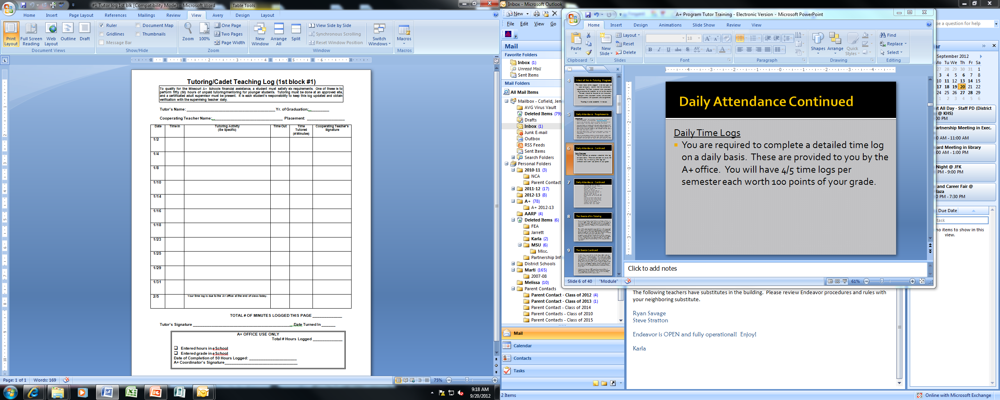 #1 Tutor log 1st blk [Compatibility Mode] - Microsoft Word
Table Tools
Home Insert Page Layout References Mailings Review View Avery Design Layout
Print Layout
Full Screen Reading
Web Layout
Outline
Draft
Document Views
Ruler
Gridlines
Message Bar
Document Map
Thumbnails
Show/Hide
Zoom
100%
One Page
Two Pages
Page Width
Zoom
New Window
Arrange All
Split
View Side by Side
Synchronous Scrolling
Reset Window Position
Window
Switch Windows
Macros
Macros
Tutoring/Cadet Teaching Log (1st block #1)
To qualify for the Missouri A+ Schools financial assistance, a student must satisfy six requirements. One of these is to
perform fifty (50) hours of unpaid tutoring/mentoring for younger students. Tutoring must be done at an approved site,
and a certificated adult supervisor must be present. It is each student's responsibility to keep this log updated and obtain
verification with the supervising teacher daily.
Tutor's Name: Yr. of Graduation:
Cooperating Teacher Name: Placement:
Date
Time In
Tutoring Activity
(Be Specific)
Time Out
Time
Tutored
(# Minutes)
Cooperating Teacher's
Signature
1/2
1/4
1/8
1/10
1/14
1/16
1/18
1/23
1/25
1/29
1/31
2/5 Your time log is due to the A+ office at the end of class today.
TOTAL # OF MINUTES LOGGED THIS PAGE
Tutor's Signature Date Turned In
A+ OFFICE USE ONLY
Total # Hours Logged
Entered hours in eSchool
Entered grade in eSchool
Date of Completion of 50 Hours Logged:
A+ Coordinator's Signature
Page: 1 of 1 Words: 169
75%
9:18 AM
9/20/2012
Inbox - Microsoft Outlook
New
File Edit View Go
Mail
Favorite Folders
Inbox (1)
Unread Mail
Sent Items
Mail Folders
All Mail Items
Mailbox - Cofield, Jen
AVG Virus Vault
Deleted Items (79)
Drafts
Inbox (1)
Junk E-mail
Outbox
RSS Feeds
Sent Items
Search Folders
Personal Folders
2010-11 (3)
NCA
Parent Contact
2011-12 (17)
2012-13 (8)
A+ (78)
A+ 2012-13
AARP (4)
Deleted Items (6)
FEA
Jarrett
Karla (2)
MSU (6)
Misc.
Partnership Inf
District Schools
Marti (165)
2007-08
Melissa (10)
Parent Contacts
Parent Contact - Class of 2012 (4)
Parent Contact - Class of 2013 (1)
Parent Contact - Class of 2014
Parent Contacts - Class of 2010
Parent Contacts - Class of 2015
Mail
Calendar
Contacts
Tasks
2 Items
A+ Program Tutor Training - Electronic Version - Microsoft PowerPoint
Home Insert Design Animations Slide Show Review View
Paste
Clipboard
New Slide
Layout
Reset
Delete
Slides
18
Font
Paragraph
Shapes
Arrange
Quick Styles
Drawing
Find
Replace
Select
Editing
4 Intent of the A+ Tutoring Program
5 Daily Attendance Requirements
6 Daily Attendance Continued
7 Daily Attendance Continued
8 The Basics of A+ Tutoring
9 The Basics Continued
Daily Attendance Continued
Daily Time Logs
You are required to complete a detailed time log
on a daily basis. These are provided to you by the
A+ office. You will have 4/5 time logs per
semester each worth 100 points of your grade.
Click to add notes
Slide 6 of 40 "Module"
61%
The following teachers have substitutes in the building. Please review Endeavor procedures and rules with
your neighboring substitute.
Ryan Savage
Steve Stratton
Endeavor is OPEN and fully operational! Enjoy!
Karla
be a question for help
ar
September 2012
Mo Tu We Th Fr Sa
27 28 29 30 31 1
3 4 5 6 7 8
10 11 12 13 14 15
17 18 19 20 21 22
24 25 26 27 28 29
1 2 3 4 5 6
t All Day - Staff PD (District
@ KHS)
00 PM
artnership Meeting in Exec.
0 AM - 11:00 AM
ard Meeting in library
00 AM - 1:00 PM
Night @ JFK
PM - 9:00 PM
and Career Fair @
laza
0 PM - 7:30 PM
: Due Date
task
no items to show in this
view.
Online with Microsoft Exchange